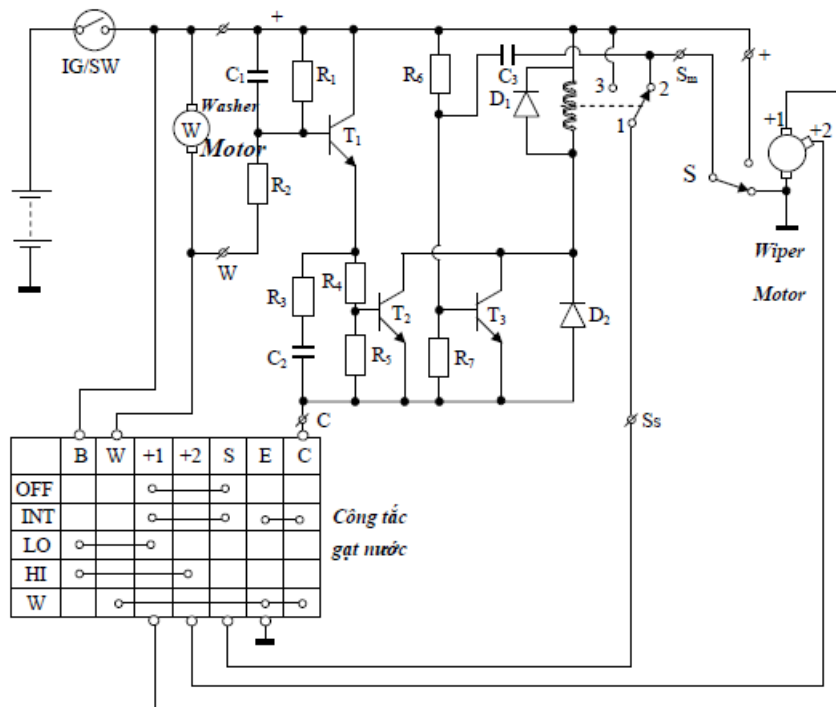 +
IG/SW
C1
R1
R6
C3
3
2
Sm
+
D1
1
Washer
W
Motor
T1
+1
+2
R2
S
W
Wiper
Motor
R3
R4
T2
T3
D2
C2
R5
R7
C
Ss
B W +1 +2 S E C
OFF
INT
LO
HI
W
Công tắc
gạt nước